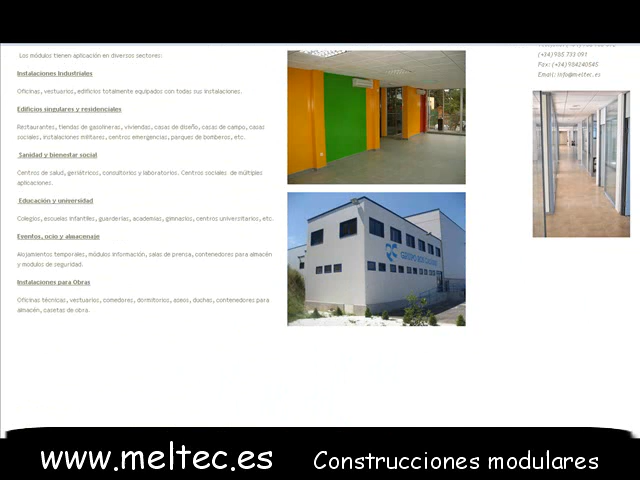 Los módulos tienen aplicación en diversos sectores:
Instalaciones Industriales
Oficinas, vestuarios, edificios totálmente equipados con todas sus instalaciones.
Edificios singulares y residenciales
Restaurantes, tiendas de gasolineras, viviendas, casas de diseño, casas de campo, casas
sociales, instalaciones militares, centros emergencias, parques de bomberos, etc.
Sanidad y bienestar social
Centros de salud, geriátricos, consultorios y laboratorios. Centros sociales de múltiples
aplicaciones.
Educación y universidad
Colegios, escuelas infantiles, guarderías, academias, gimnasios, centros universitarios, etc.
Eventos, ocio y almacenaje
Alojamientos temporales, módulos información, salas de prensa, contenedores para almacén
y modulos de seguridad.
Instalaciones para Obras
Oficinas técnicas, vestuarios, comedores, dormitorios, aseos, duchas, contenedores para
almacén, casetas de obra.
(+34) 985 733 091
Fax: (+34) 984240545
Email: info@meltec.es
www.meltec.es
Construcciones modulares